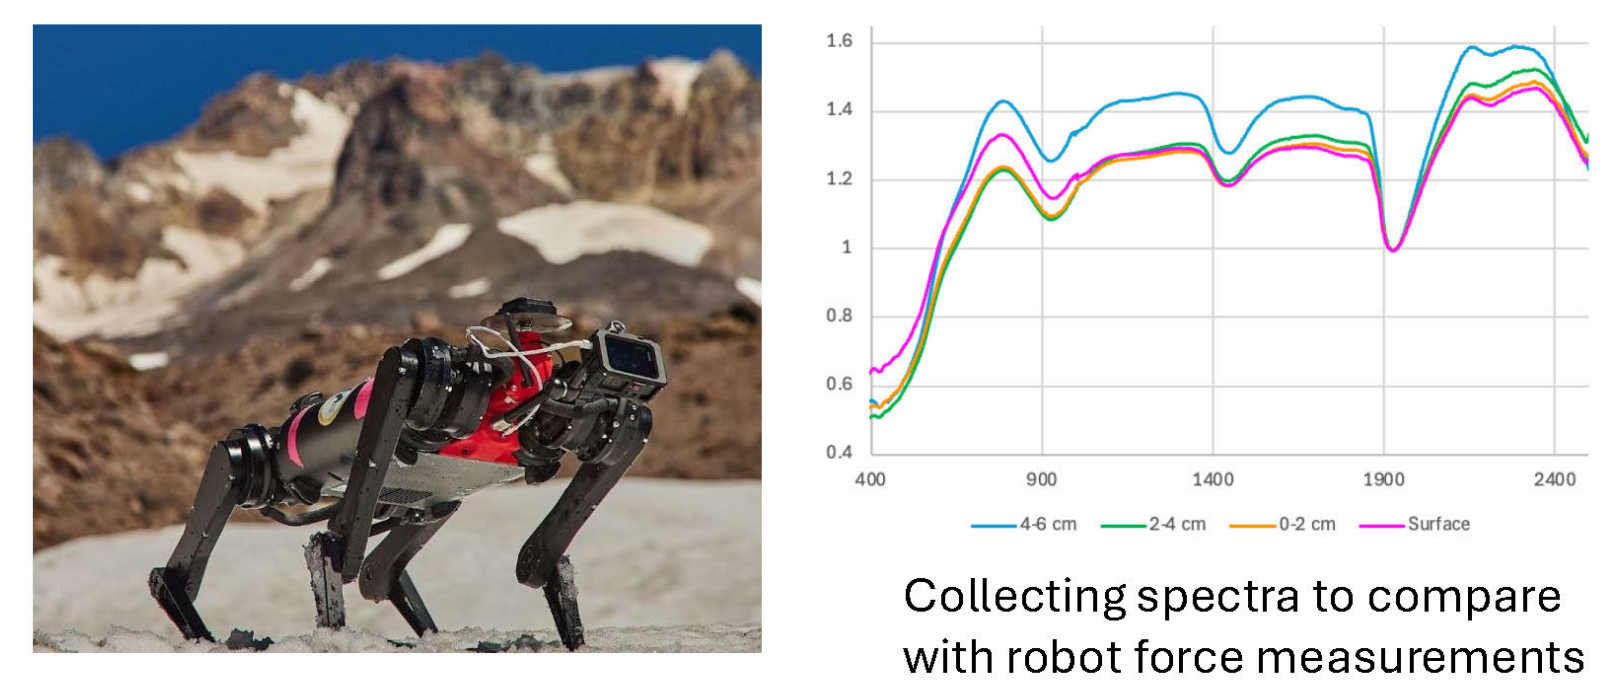 1.6
1.4
1.2
1
0.8
0.6
0.4
400 900 1400 1900 2400
4-6 cm 2-4 cm 0-2 cm Surface
Collecting spectra to compare
with robot force measurements